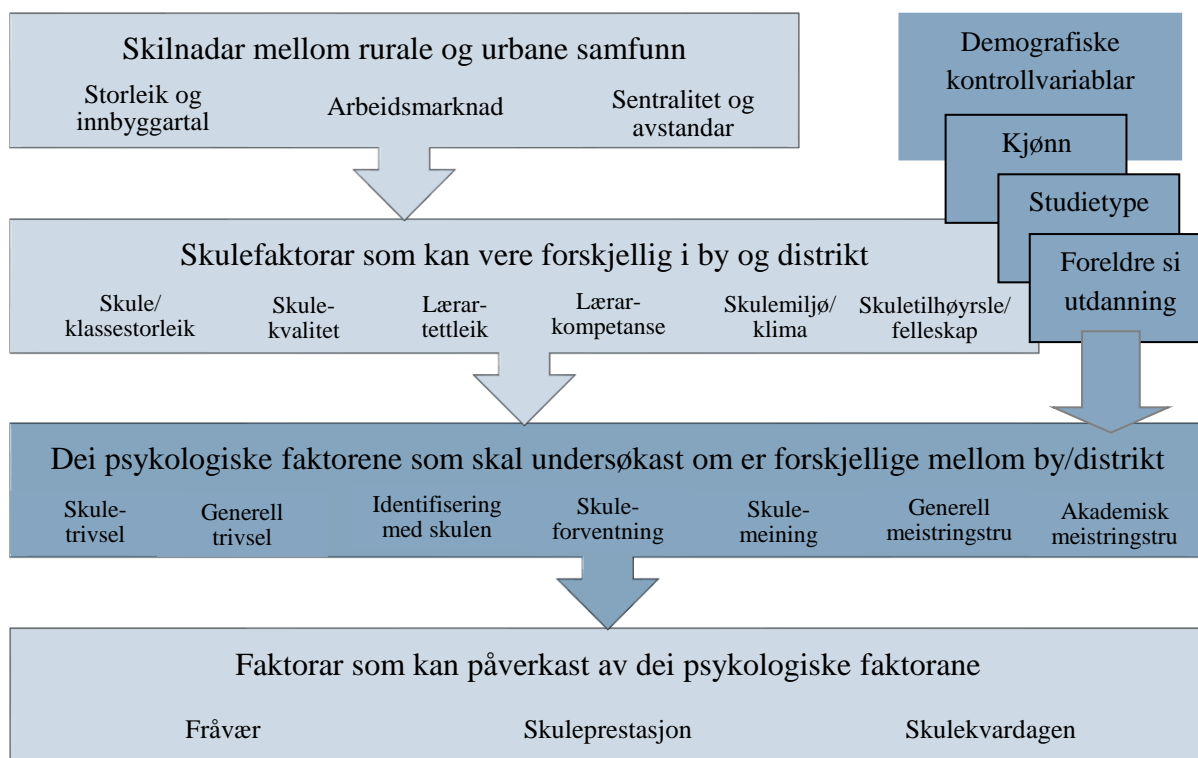 Skilnadar mellom rurale og urbane samfunn
Storleik og
innbyggartal
Arbeidsmarknad
Sentralitet og
avstandar
Demografiske
kontrollvariablar
Kjønn
Studietype
Foreldre si
utdanning
Skulefaktorar som kan vere forskjellig i by og distrikt
Skule/
klassestorleik
Skule-
kvalitet
Lærar-
tettleik
Lærar-
kompetanse
Skulemiljø/
klima
Skuletilhøyrsle/
felleskap
Dei psykologiske faktorene som skal undersøkast om er forskjellige mellom by/distrikt
Skule-
trivsel
Generell
trivsel
Identifisering
med skulen
Skule-
forventning
Skule-
meining
Generell
meistringstru
Akademisk
meistringstru
Faktorar som kan påverkast av dei psykologiske faktorane
Fråvær
Skuleprestasjon
Skulekvardagen